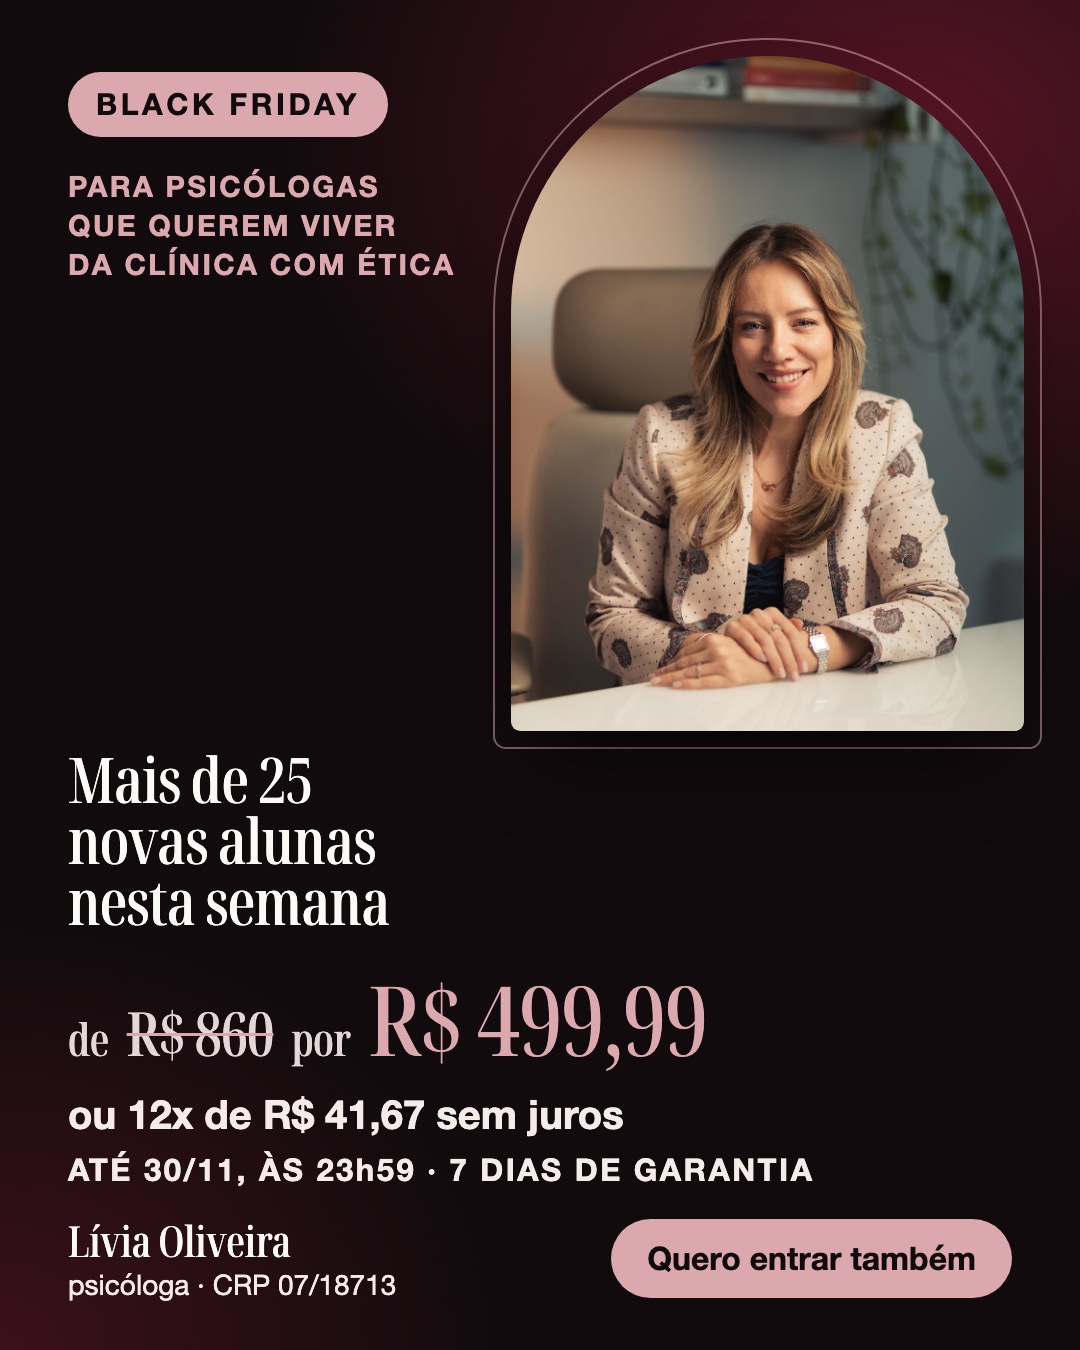 BLACK FRIDAY
PARA PSICÓLOGAS
QUE QUEREM VIVER
DA CLÍNICA COM ÉTICA
Mais de 25
novas alunas
nesta semana
de R$ 860 por R$ 499,99
ou 12x de R$ 41,67 sem juros
ATÉ 30/11, ÀS 23h59 · 7 DIAS DE GARANTIA
Lívia Oliveira
psicóloga · CRP 07/18713
Quero entrar também